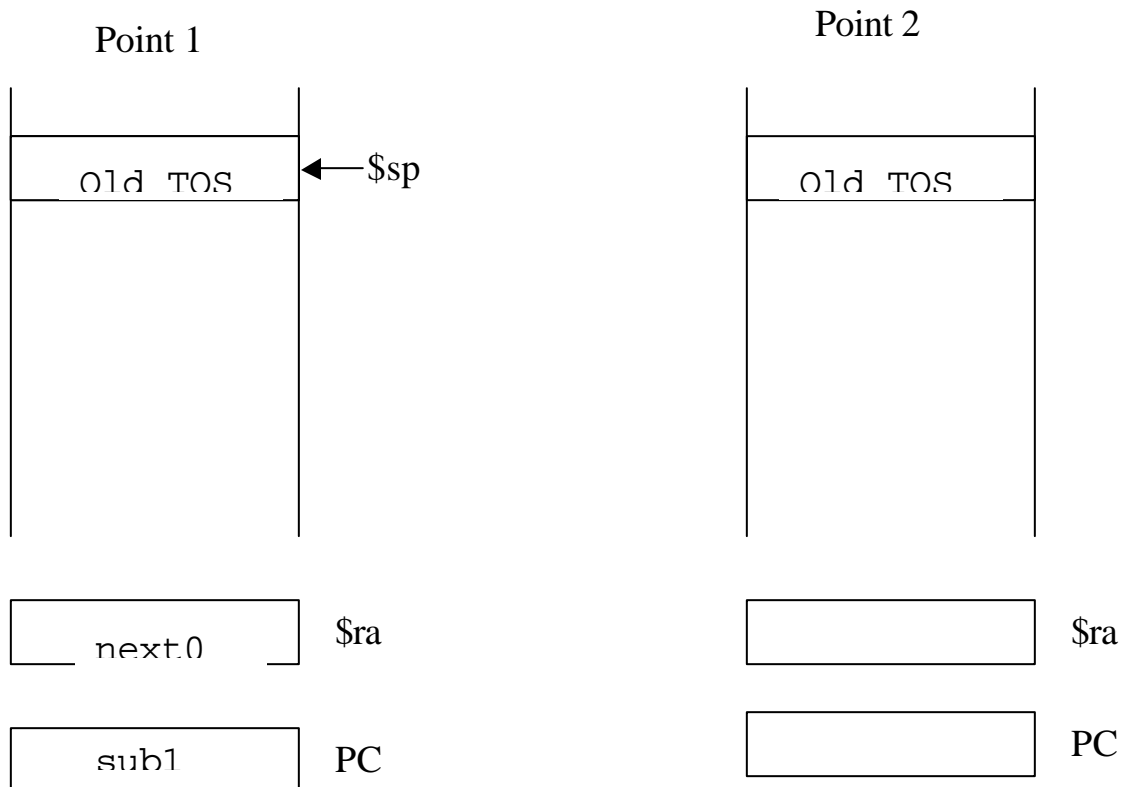 Point 1
Point 2
Old TOS
$sp
Old TOS
next0
$ra
$ra
sub1
PC
PC